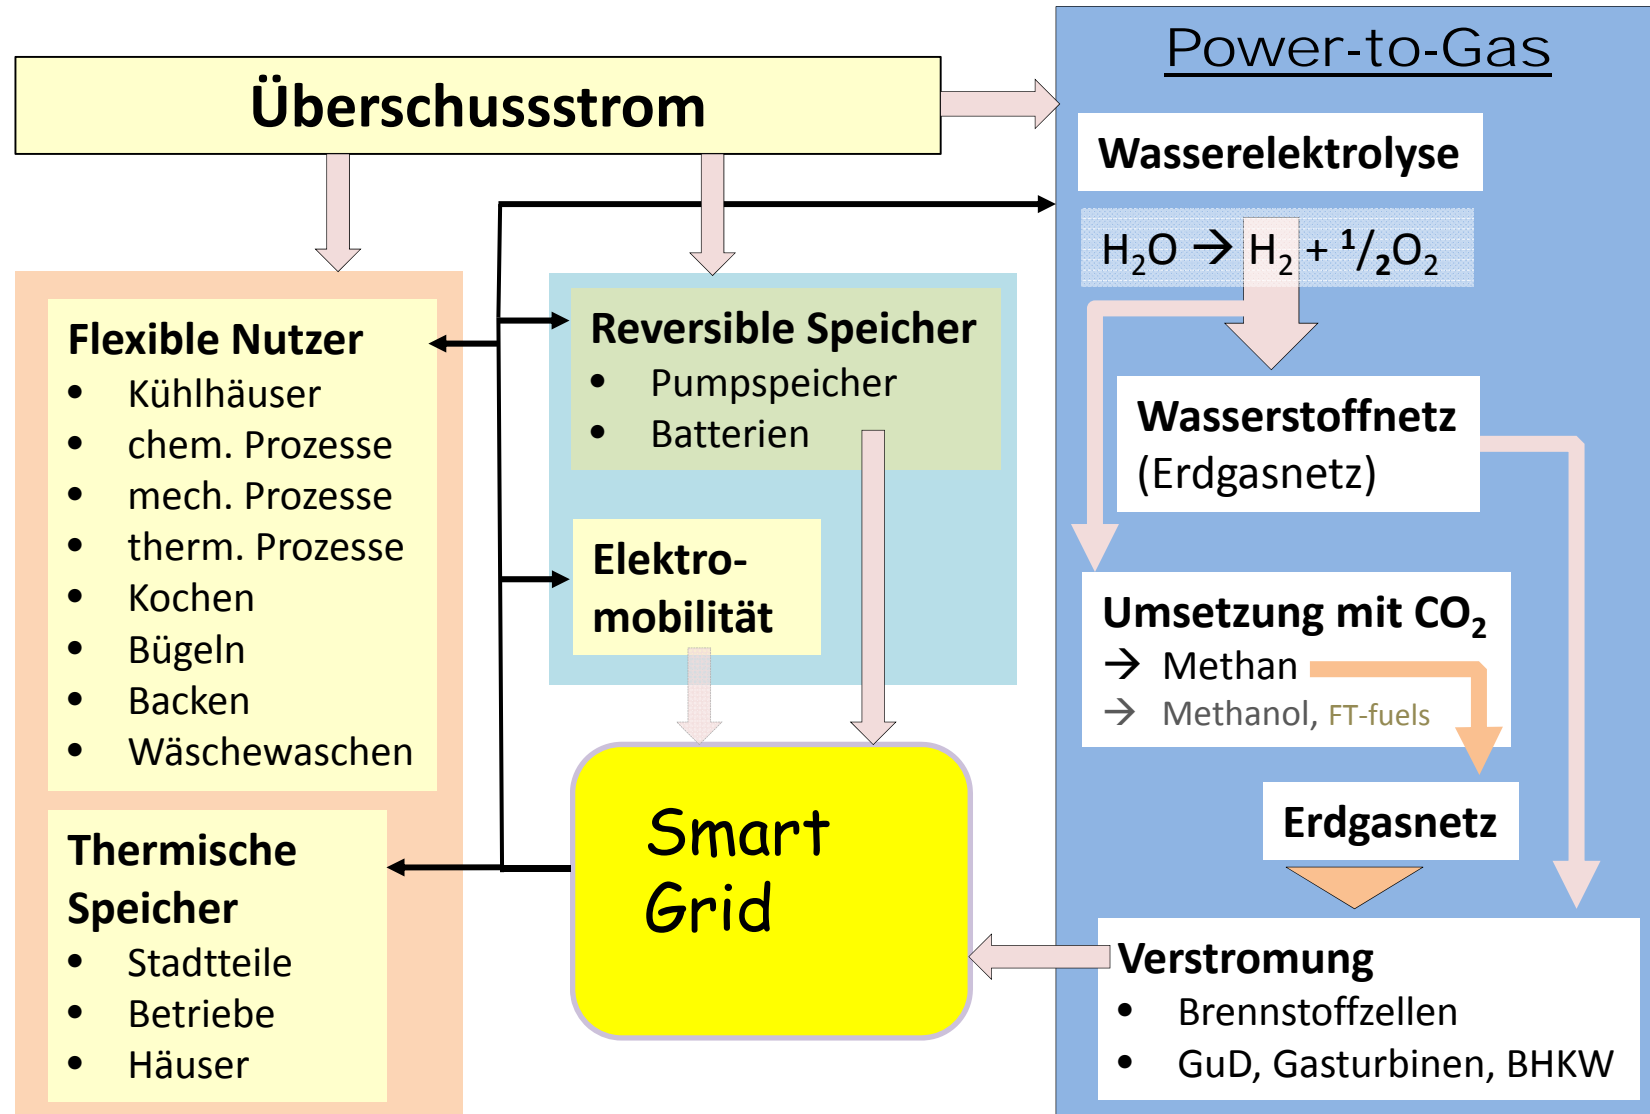 Überschussstrom
Flexible Nutzer
• Kühlhäuser
• chem. Prozesse
• mech. Prozesse
• therm. Prozesse
• Kochen
• Bügeln
• Backen
• Wäschewaschen
Thermische
Speicher
• Stadtteile
• Betriebe
• Häuser
Reversible Speicher
• Pumpspeicher
• Batterien
Elektro-
mobilität
Smart
Grid
Power-to-Gas
Wasserelektrolyse
H₂O → H₂ + ¹/₂O₂
Wasserstoffnetz
(Erdgasnetz)
Umsetzung mit CO₂
→ Methan
→ Methanol, FT-fuels
Erdgasnetz
Verstromung
• Brennstoffzellen
• GuD, Gasturbinen, BHKW